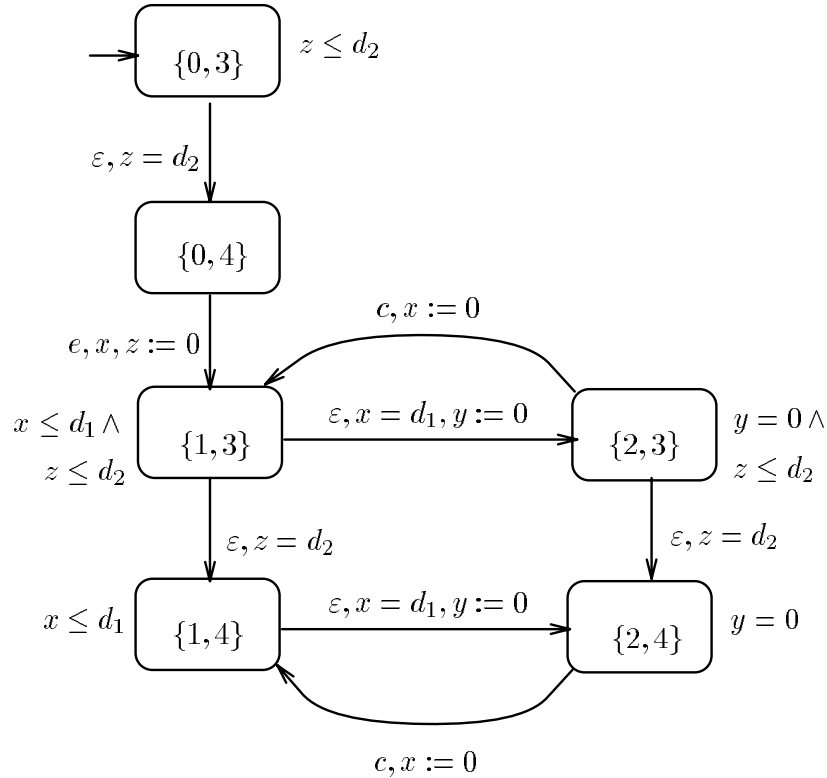 {0, 3}
z ≤ d₂
ε, z = d₂
{0, 4}
c, x := 0
e, x, z := 0
x ≤ d₁ ∧
z ≤ d₂
{1, 3}
ε, x = d₁, y := 0
{2, 3}
y = 0 ∧
z ≤ d₂
ε, z = d₂
ε, z = d₂
x ≤ d₁
{1, 4}
ε, x = d₁, y := 0
{2, 4}
y = 0
c, x := 0